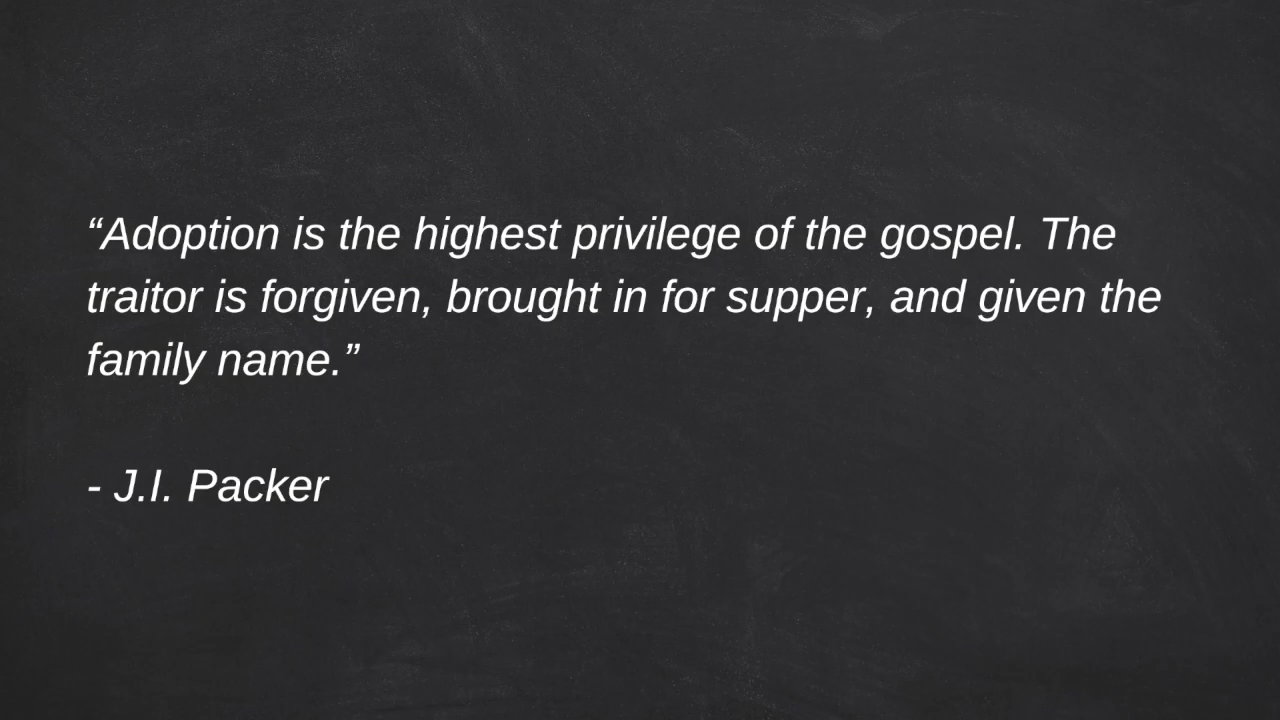 “Adoption is the highest privilege of the gospel. The
traitor is forgiven, brought in for supper, and given the
family name.”
- J.I. Packer